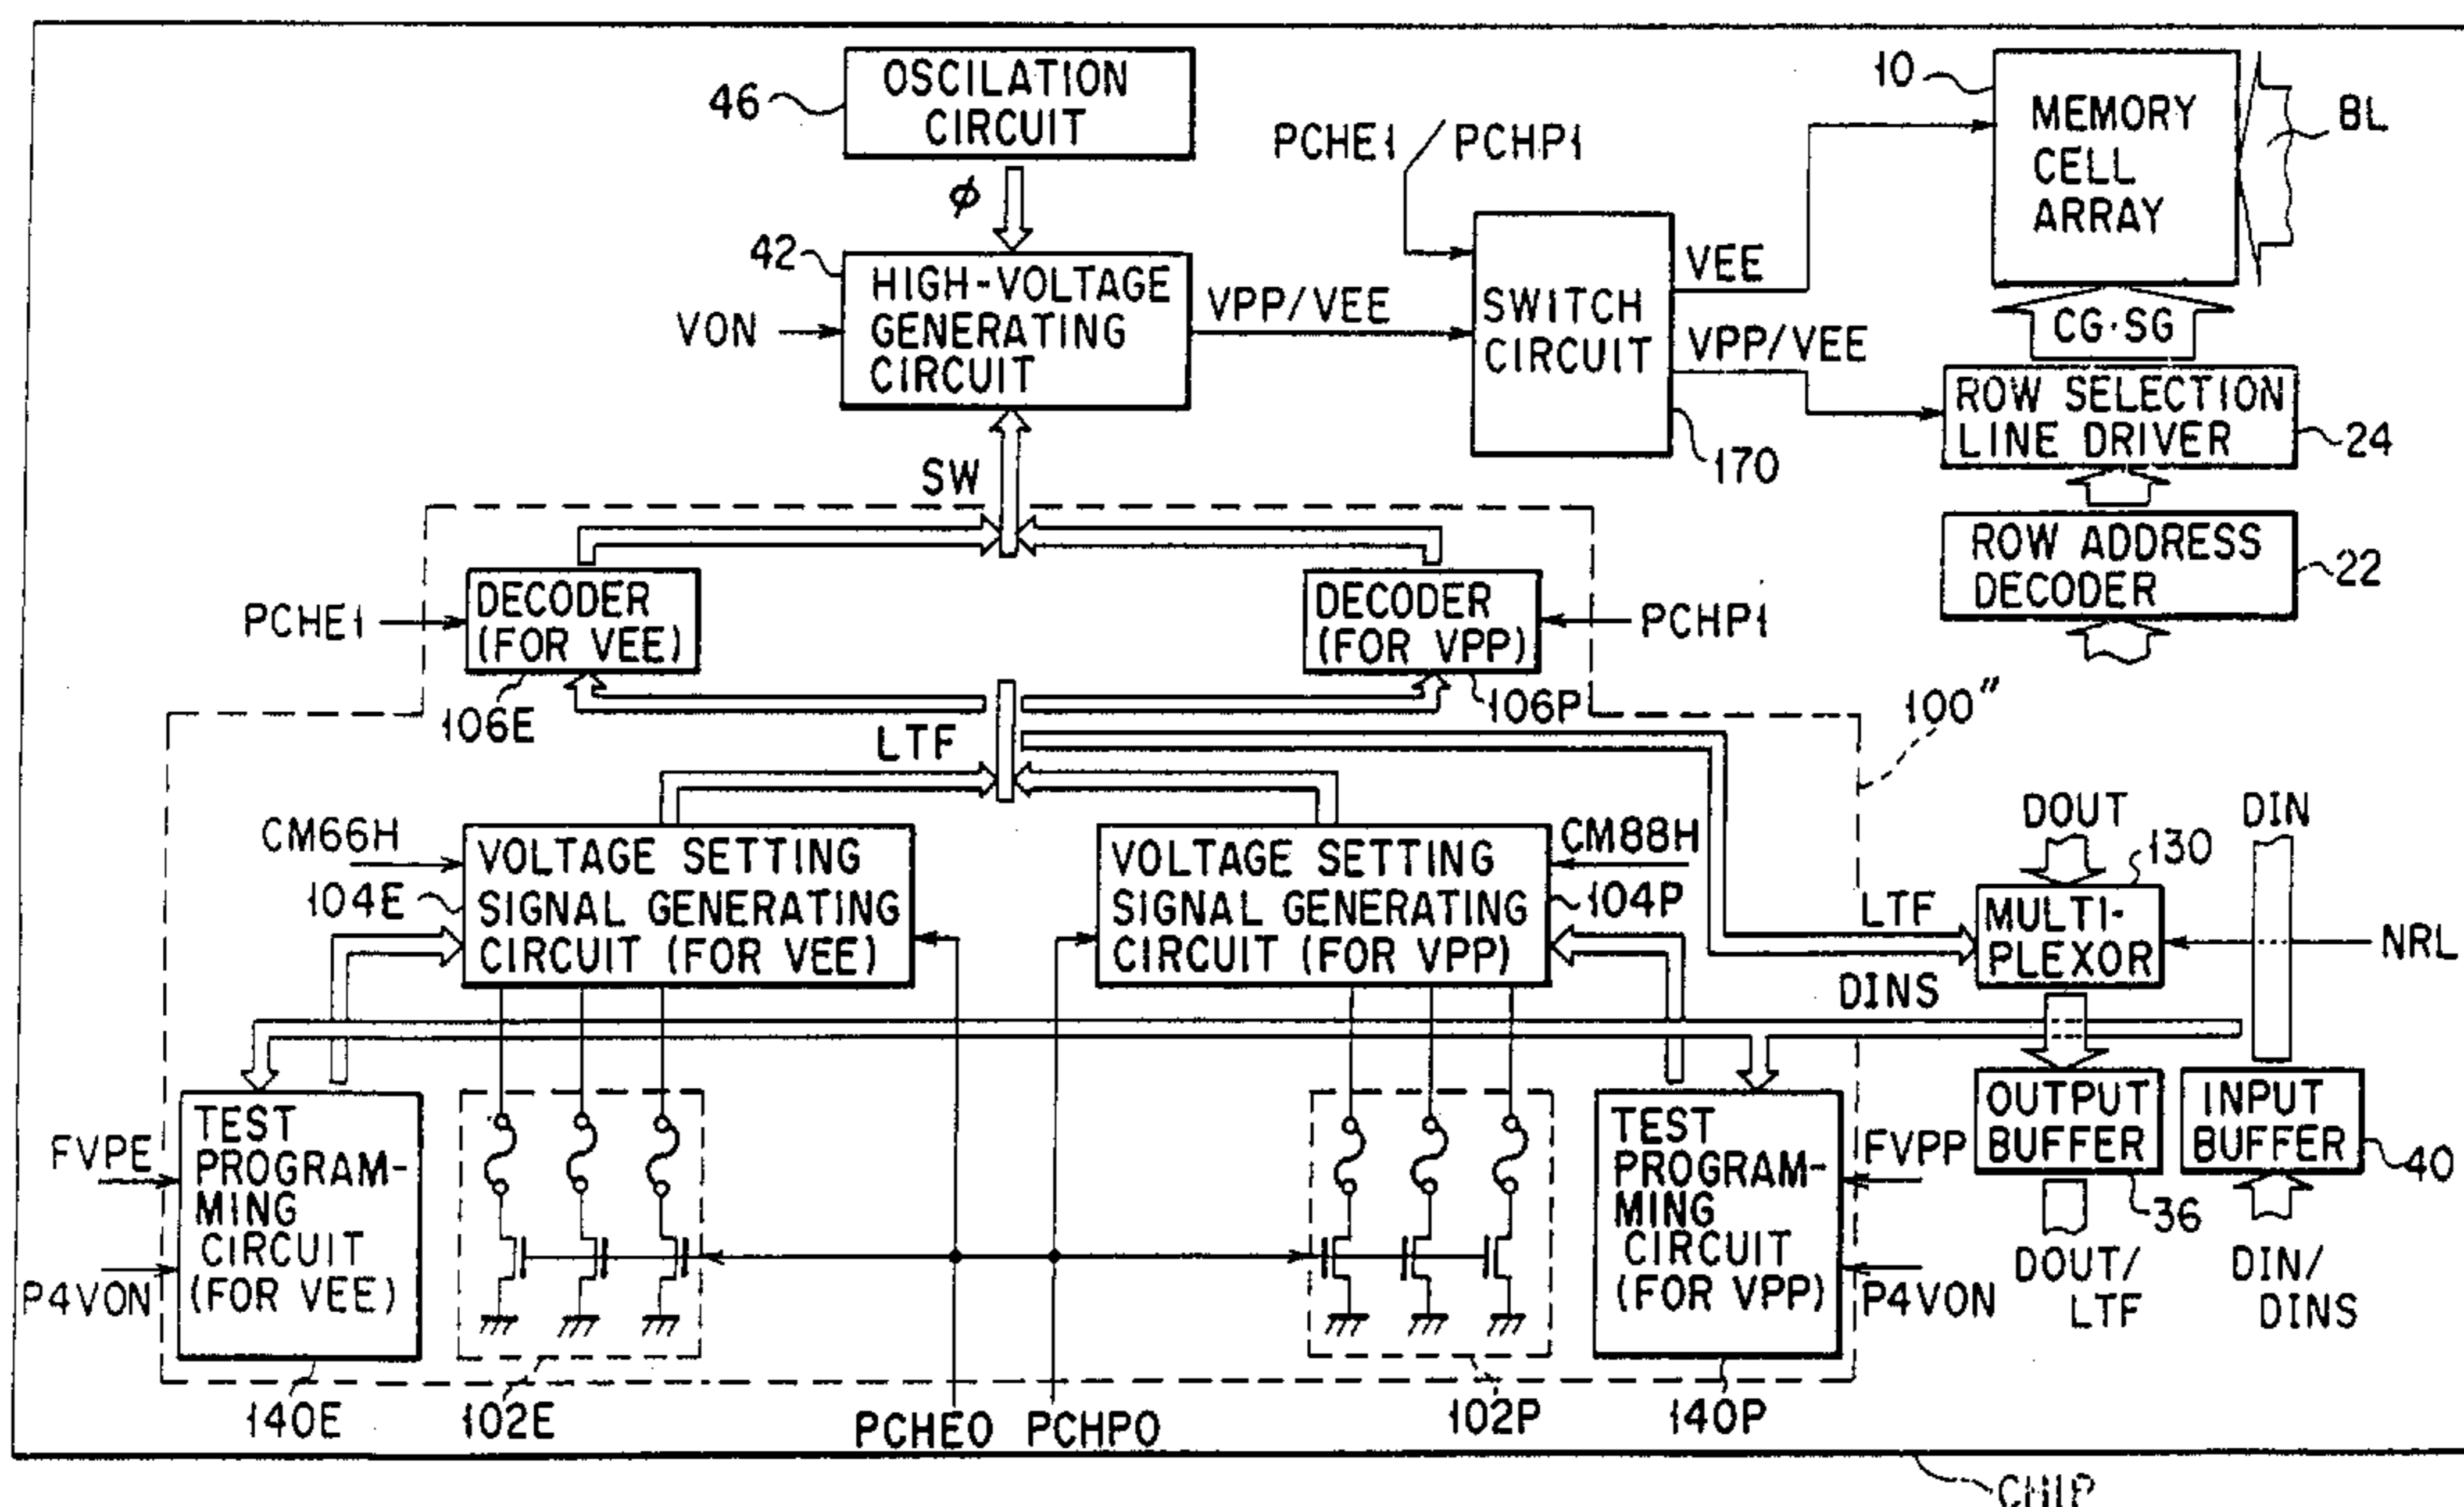 46
OSCILATION
CIRCUIT
φ
10
MEMORY
CELL
ARRAY
BL
PCHE1/PCHP1
42
HIGH-VOLTAGE
GENERATING
CIRCUIT
VON
VPP/VEE
SWITCH
CIRCUIT
170
VEE
VPP/VEE
CG·SG
ROW SELECTION
LINE DRIVER
24
ROW ADDRESS
DECODER
22
SW
PCHE1
DECODER
(FOR VEE)
106E
DECODER
(FOR VPP)
PCHP1
106P
100"
LTF
CM66H
104E
VOLTAGE SETTING
SIGNAL GENERATING
CIRCUIT (FOR VEE)
VOLTAGE SETTING
SIGNAL GENERATING
CIRCUIT (FOR VPP)
CM88H
104P
DOUT
DIN
130
LTF
MULTI-
PLEXOR
NRL
DINS
FVPE
P4VON
TEST
PROGRAM-
MING
CIRCUIT
(FOR VEE)
TEST
PROGRAM-
MING
CIRCUIT
(FOR VPP)
FVPP
P4VON
OUTPUT
BUFFER
36
INPUT
BUFFER
40
DOUT/
LTF
DIN/
DINS
140E
102E
PCHE0
PCHP0
102P
140P
CHIP